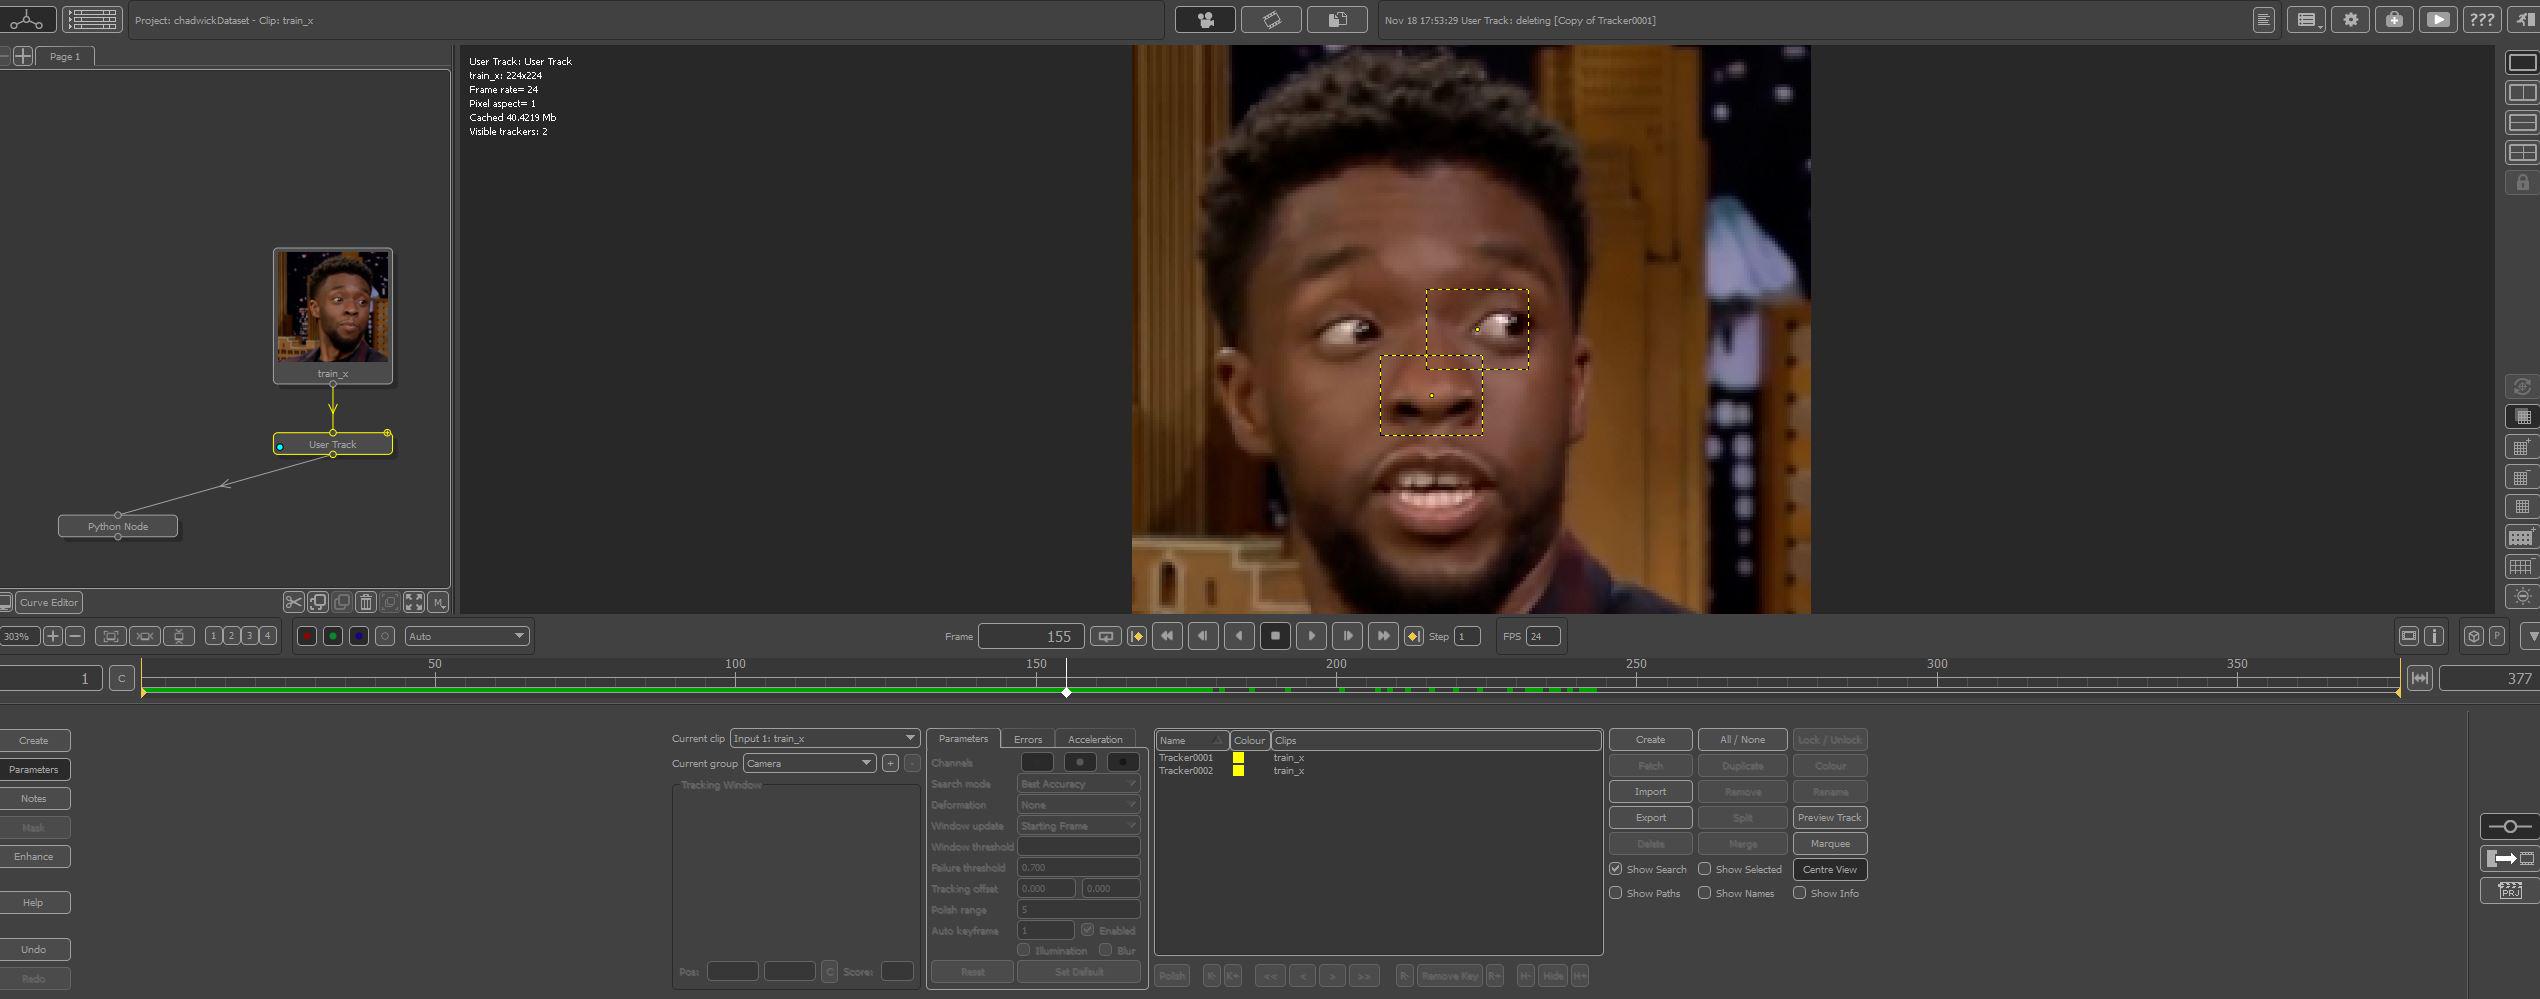 Project: chadwickDataset - Clip: train_x
Nov 18 17:53:29 User Track: deleting [Copy of Tracker0001]
???
Page 1
User Track: User Track
train_x: 224x224
Frame rate= 24
Pixel aspect= 1
Cached 40.4219 Mb
Visible trackers: 2
train_x
User Track
Python Node
Curve Editor
M
303%
1 2 3 4
Auto
Frame 155
Step 1
FPS 24
P
1
C
50 100 150 200 250 300 350
377
Create
Parameters
Notes
Mask
Enhance
Help
Undo
Redo
Current clip Input 1: train_x
Current group Camera + -
Tracking Window
Pos: C Score:
Parameters Errors Acceleration
Channels
Search mode Best Accuracy
Deformation None
Window update Starting Frame
Window threshold
Failure threshold 0.700
Tracking offset 0.000 0.000
Polish range 5
Auto keyframe 1 Enabled
Illumination Blur
Reset Set Default
Name Colour Clips
Tracker0001 train_x
Tracker0002 train_x
Polish K- K+ << < > >> R- Remove Key R+ H- Hide H+
Create All / None Lock / Unlock
Fetch Duplicate Colour
Import Remove Rename
Export Split Preview Track
Delete Merge Marquee
Show Search Show Selected Centre View
Show Paths Show Names Show Info
PRJ